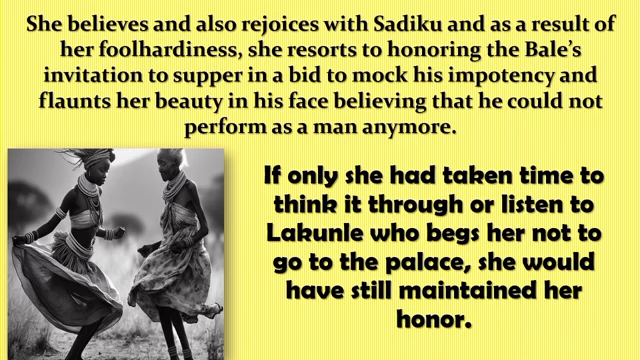 She believes and also rejoices with Sadiku and as a result of
her foolhardiness, she resorts to honoring the Bale's
invitation to supper in a bid to mock his impotency and
flaunts her beauty in his face believing that he could not
perform as a man anymore.
If only she had taken time to
think it through or listen to
Lakunle who begs her not to
go to the palace, she would
have still maintained her
honor.